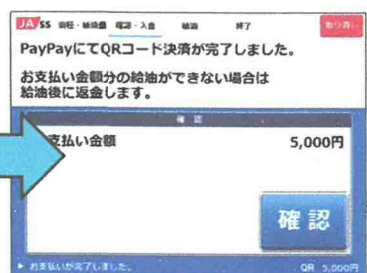 JA SS 油種・給油量 確認・入金 給油 終了 取り消し
PayPayにてQRコード決済が完了しました。
お支払い金額分の給油ができない場合は
給油後に返金します。
確認
支払い金額 5,000円
確認
お支払いが完了しました。 QR 5,000円